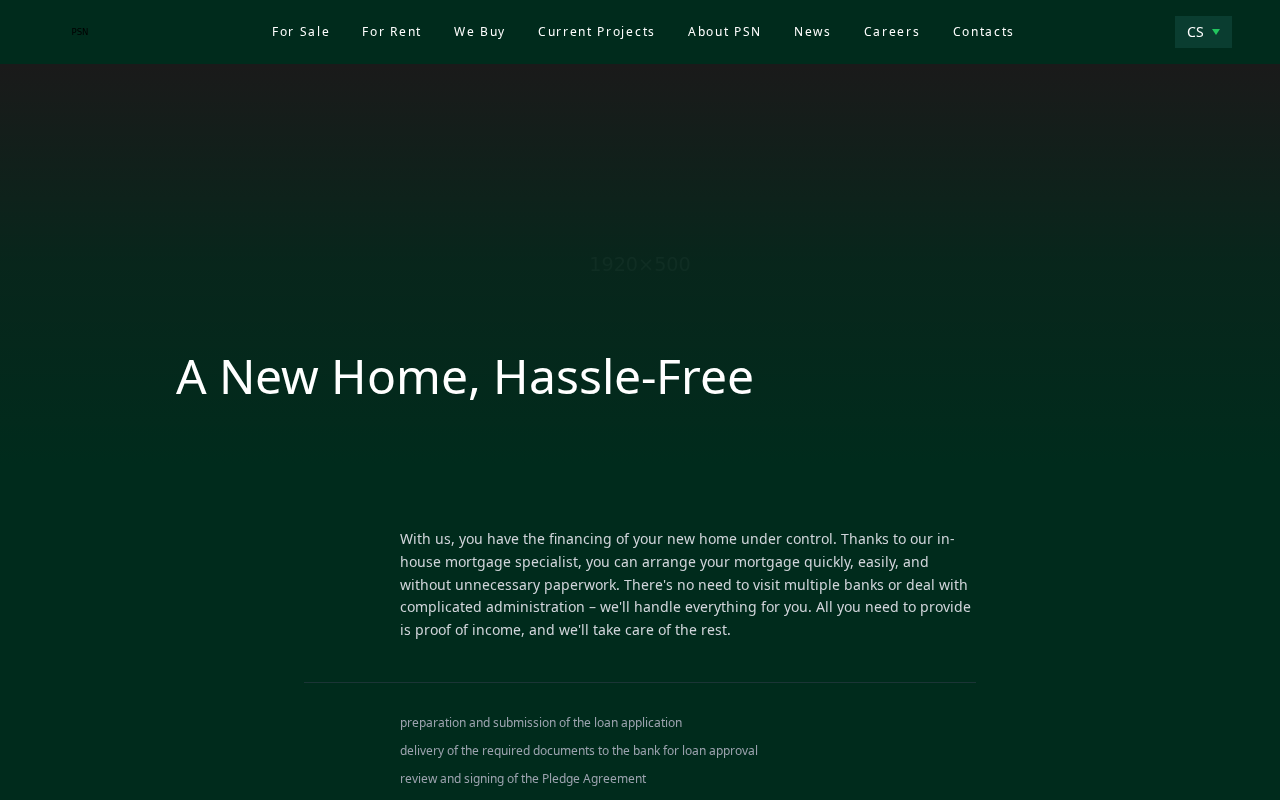 PSN
For Sale
For Rent
We Buy
Current Projects
About PSN
News
Careers
Contacts
CS
1920×500
A New Home, Hassle-Free
With us, you have the financing of your new home under control. Thanks to our in-
house mortgage specialist, you can arrange your mortgage quickly, easily, and
without unnecessary paperwork. There's no need to visit multiple banks or deal with
complicated administration – we'll handle everything for you. All you need to provide
is proof of income, and we'll take care of the rest.
preparation and submission of the loan application
delivery of the required documents to the bank for loan approval
review and signing of the Pledge Agreement